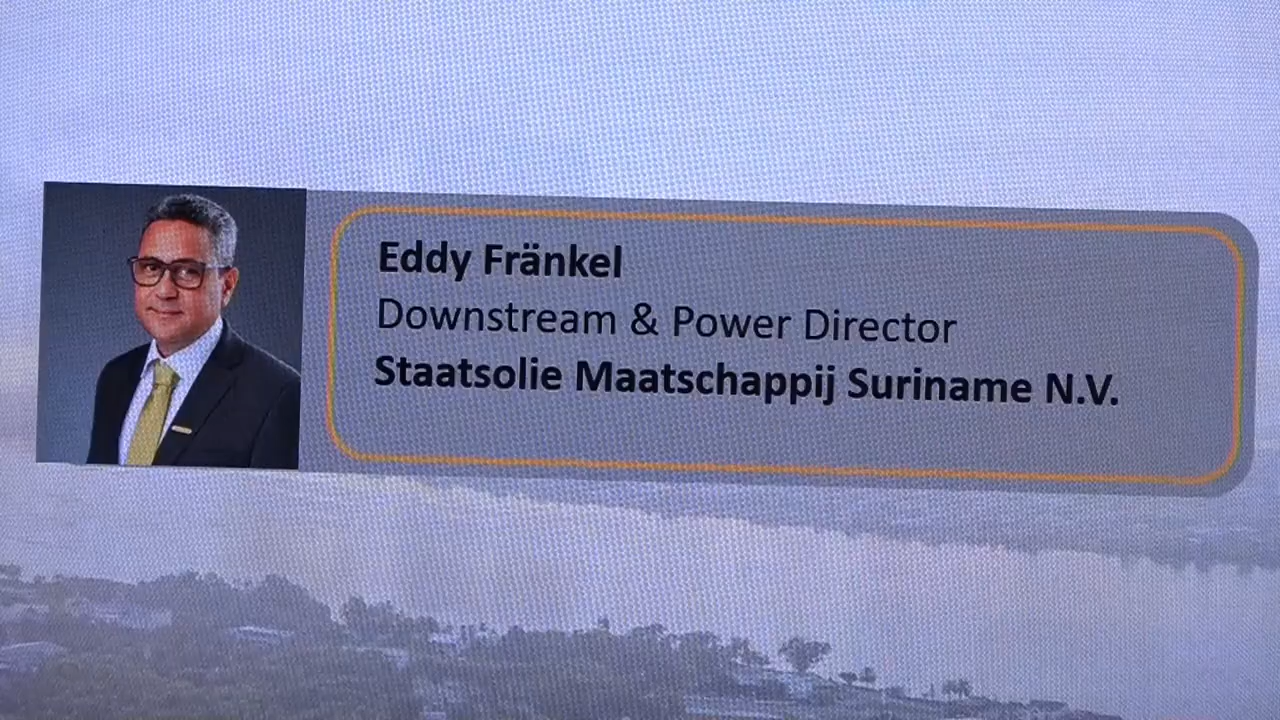 Eddy Fränkel
Downstream & Power Director
Staatsolie Maatschappij Suriname N.V.